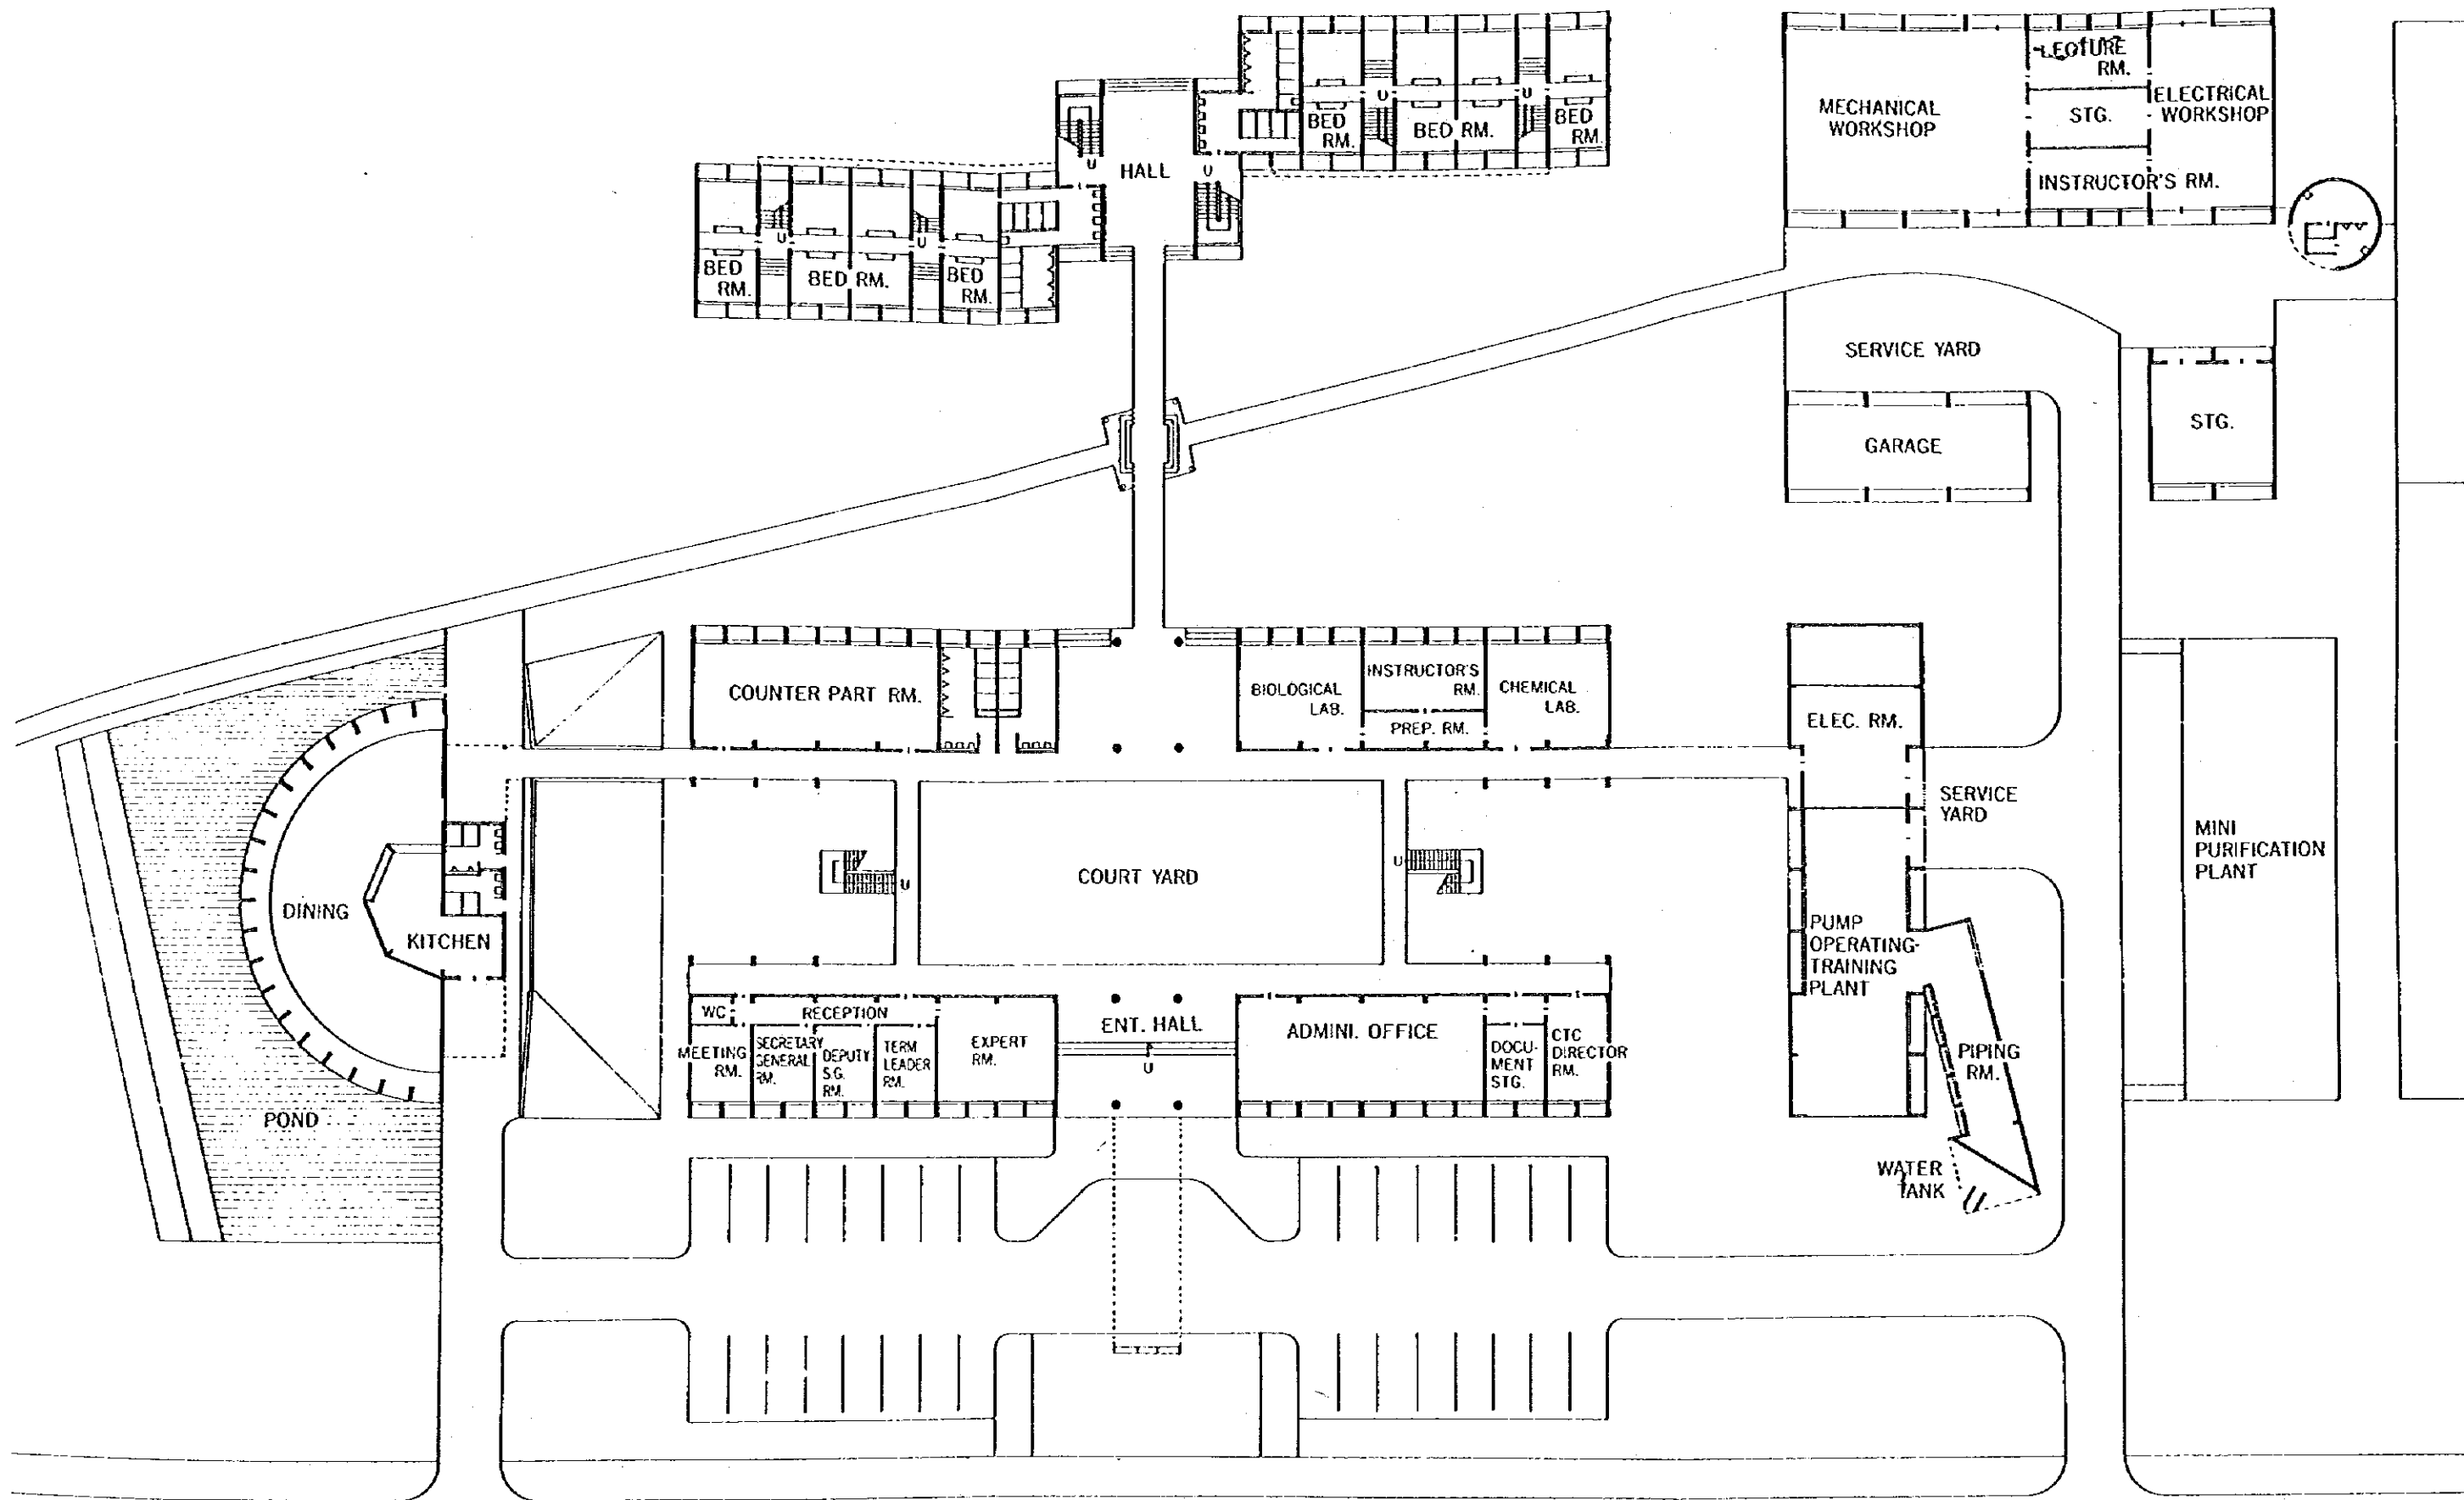 LEOTURE
RM.
MECHANICAL
WORKSHOP
STG.
ELECTRICAL
WORKSHOP
INSTRUCTOR'S RM.
BED
RM.
BED RM.
BED
RM.
U
U
HALL
U
U
BED
RM.
BED RM.
BED
RM.
U
U
SERVICE YARD
GARAGE
STG.
COUNTER PART RM.
BIOLOGICAL
LAB.
INSTRUCTOR'S
RM.
PREP. RM.
CHEMICAL
LAB.
ELEC. RM.
SERVICE
YARD
MINI
PURIFICATION
PLANT
COURT YARD
U
U
DINING
KITCHEN
PUMP
OPERATING-
TRAINING
PLANT
WC
RECEPTION
ENT. HALL
U
ADMINI. OFFICE
MEETING
RM.
SECRETARY
GENERAL
RM.
DEPUTY
S.G.
RM.
TERM
LEADER
RM.
EXPERT
RM.
DOCU-
MENT
STG.
CTC
DIRECTOR
RM.
PIPING
RM.
POND
WATER
TANK